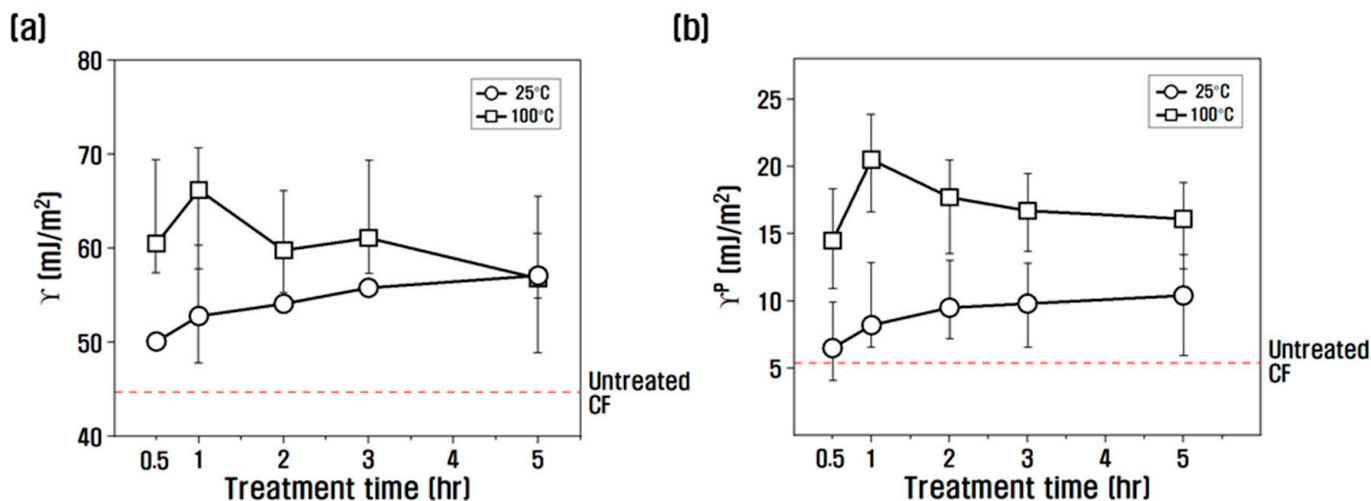 (a)
80
70
60
50
40
ϒ (mJ/m²)
25°C
100°C
Untreated
CF
0.5 1 2 3 4 5
Treatment time (hr)
(b)
25
20
15
10
5
ϒᴾ (mJ/m²)
25°C
100°C
Untreated
CF
0.5 1 2 3 4 5
Treatment time (hr)